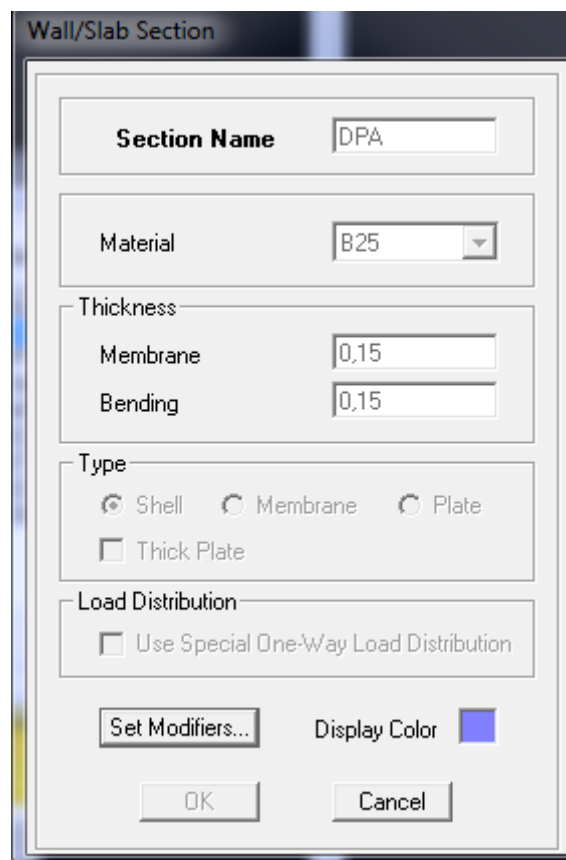 Wall/Slab Section
Section Name DPA
Material B25
Thickness
Membrane 0,15
Bending 0,15
Type
Shell Membrane Plate
Thick Plate
Load Distribution
Use Special One-Way Load Distribution
Set Modifiers... Display Color
OK Cancel